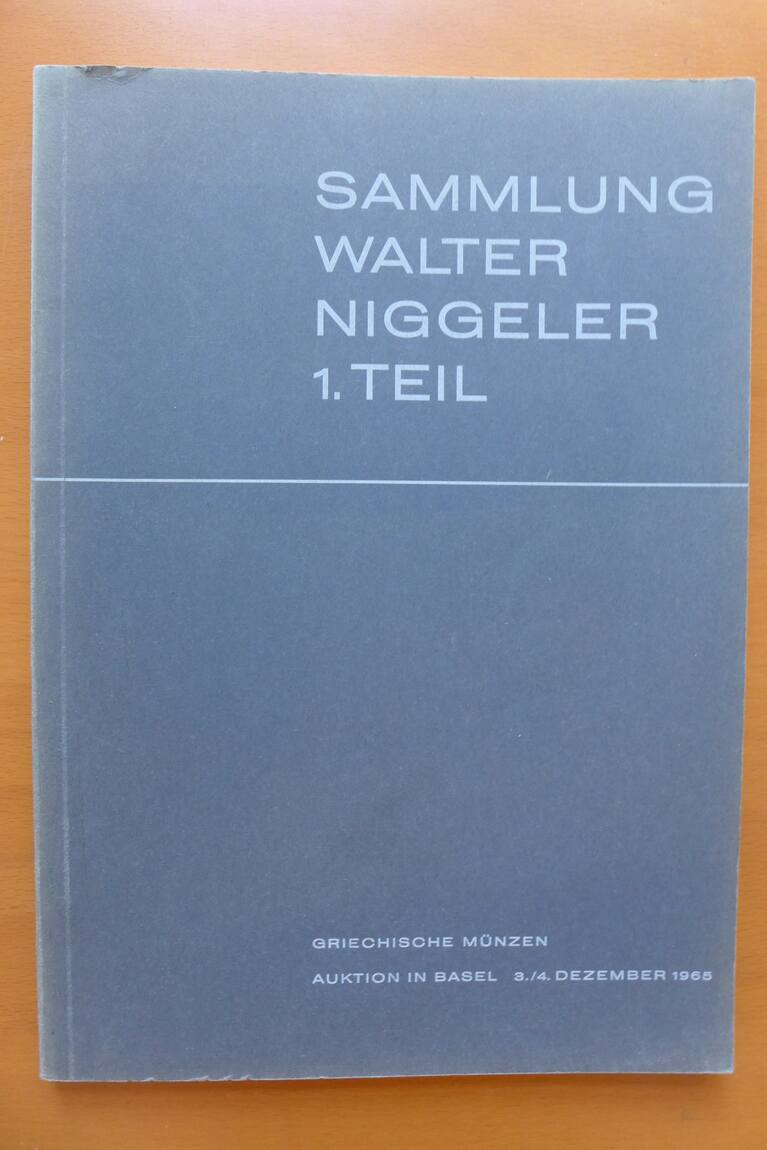 SAMMLUNG
WALTER
NIGGELER
1. TEIL
GRIECHISCHE MÜNZEN
AUKTION IN BASEL 3./4. DEZEMBER 1965